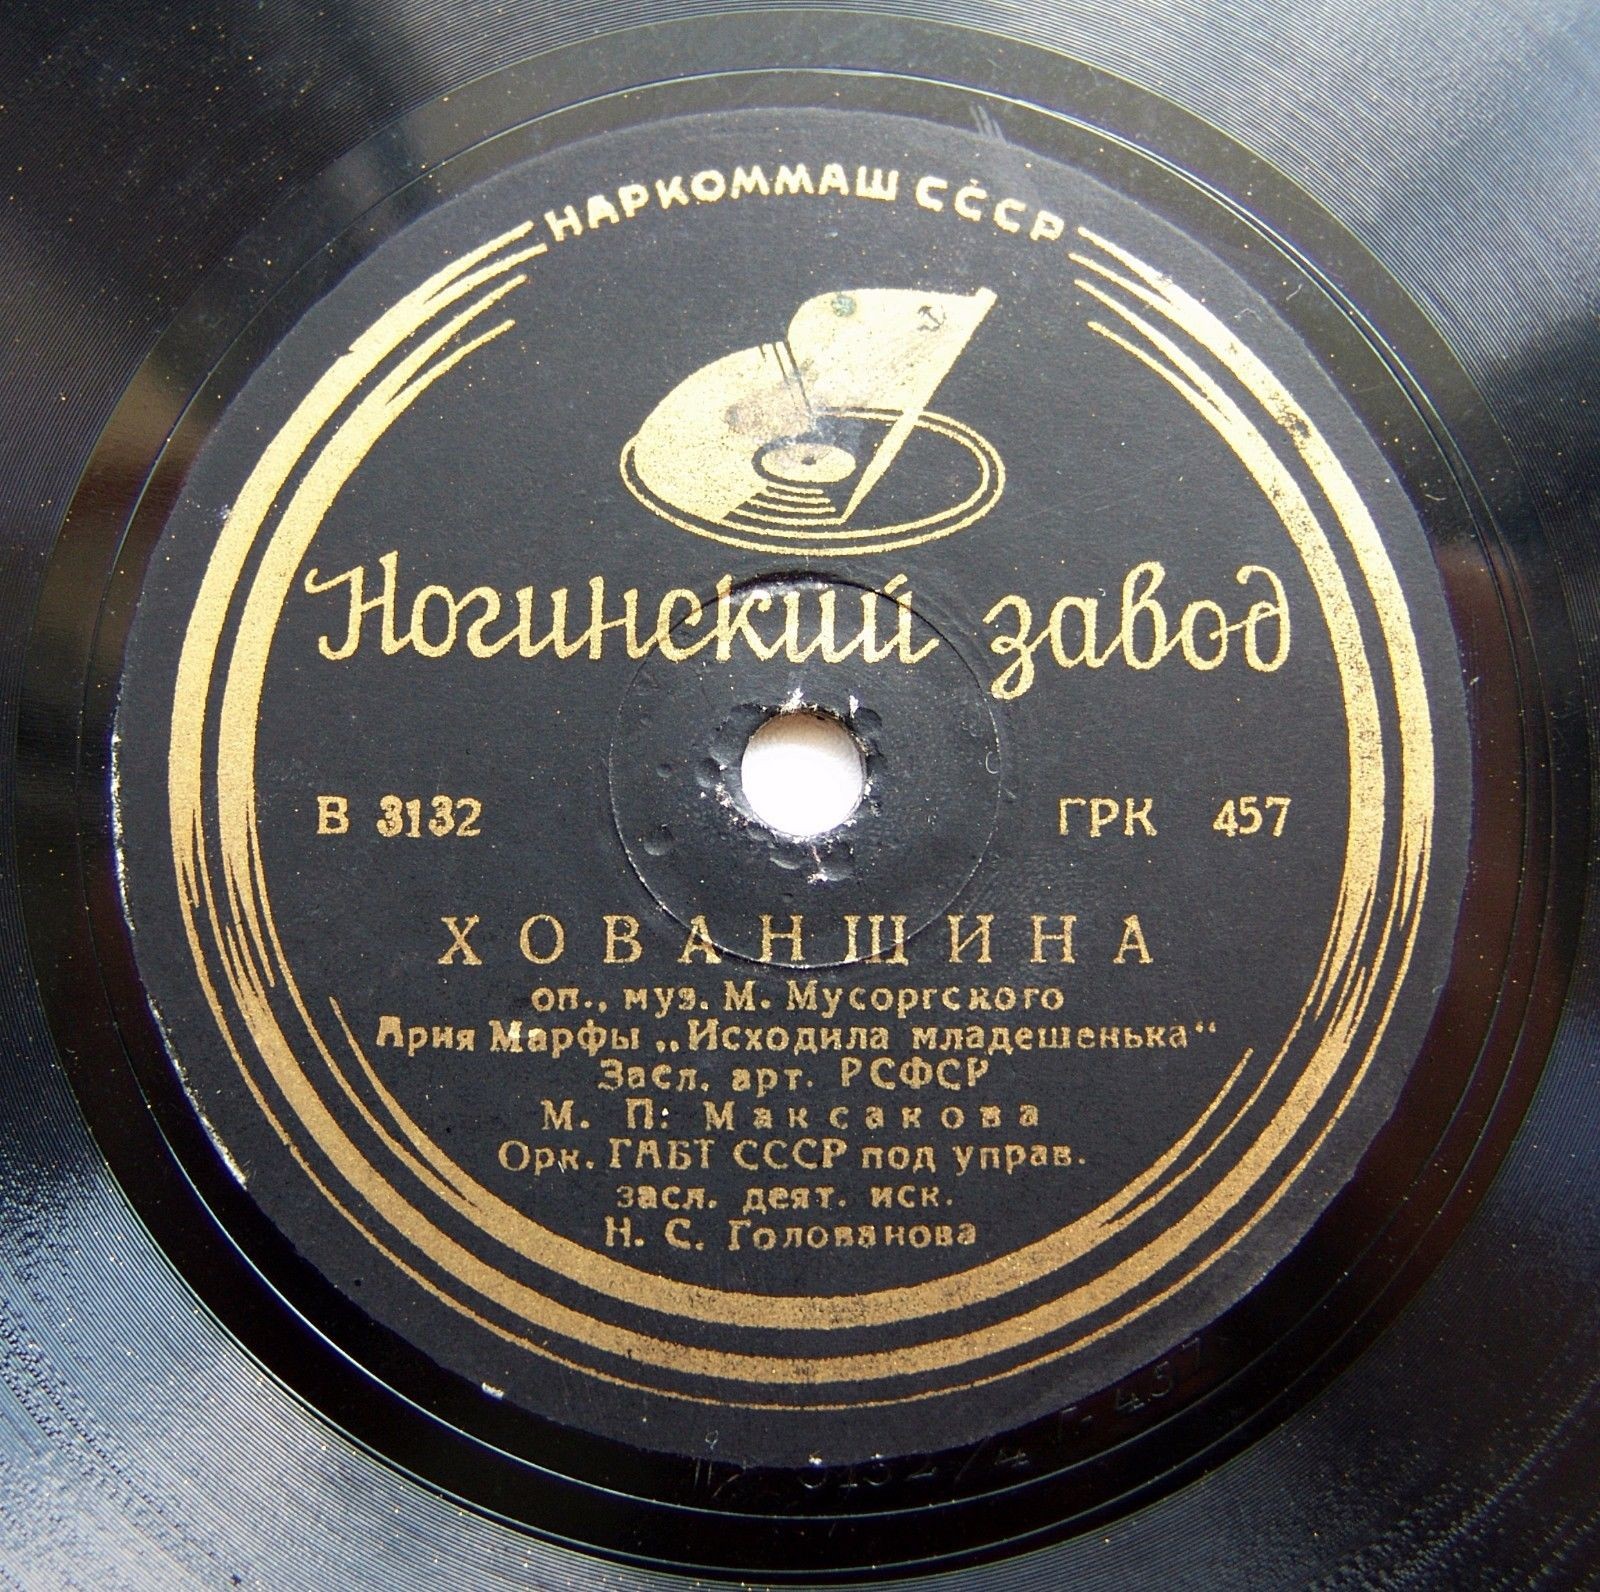 НАРКОММАШ СССР
Ногинский завод
В 3132 ГРК 457
ХОВАНЩИНА
оп., муз. М. Мусоргского
Ария Марфы „Исходила младешенька“
Засл. арт. РСФСР
М. П. Максакова
Орк. ГАБТ СССР под управ.
засл. деят. иск.
Н. С. Голованова
Г-457